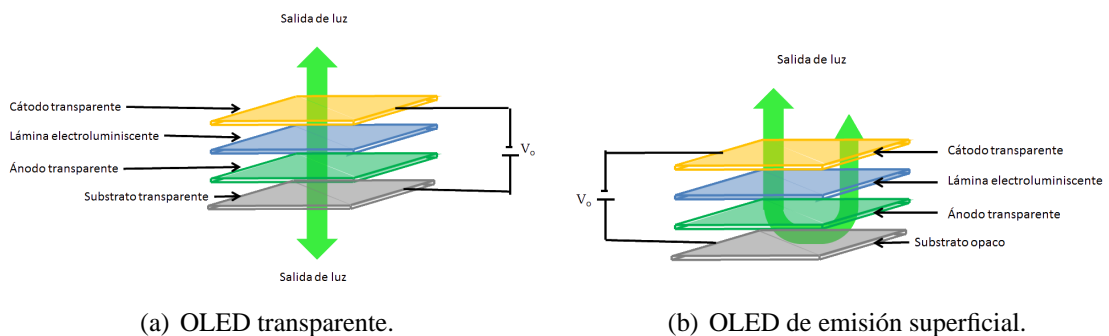 Salida de luz
Cátodo transparente
Lámina electroluminiscente
Ánodo transparente
Substrato transparente
Vo
Salida de luz
(a) OLED transparente.
Salida de luz
Cátodo transparente
Lámina electroluminiscente
Ánodo transparente
Substrato opaco
Vo
(b) OLED de emisión superficial.